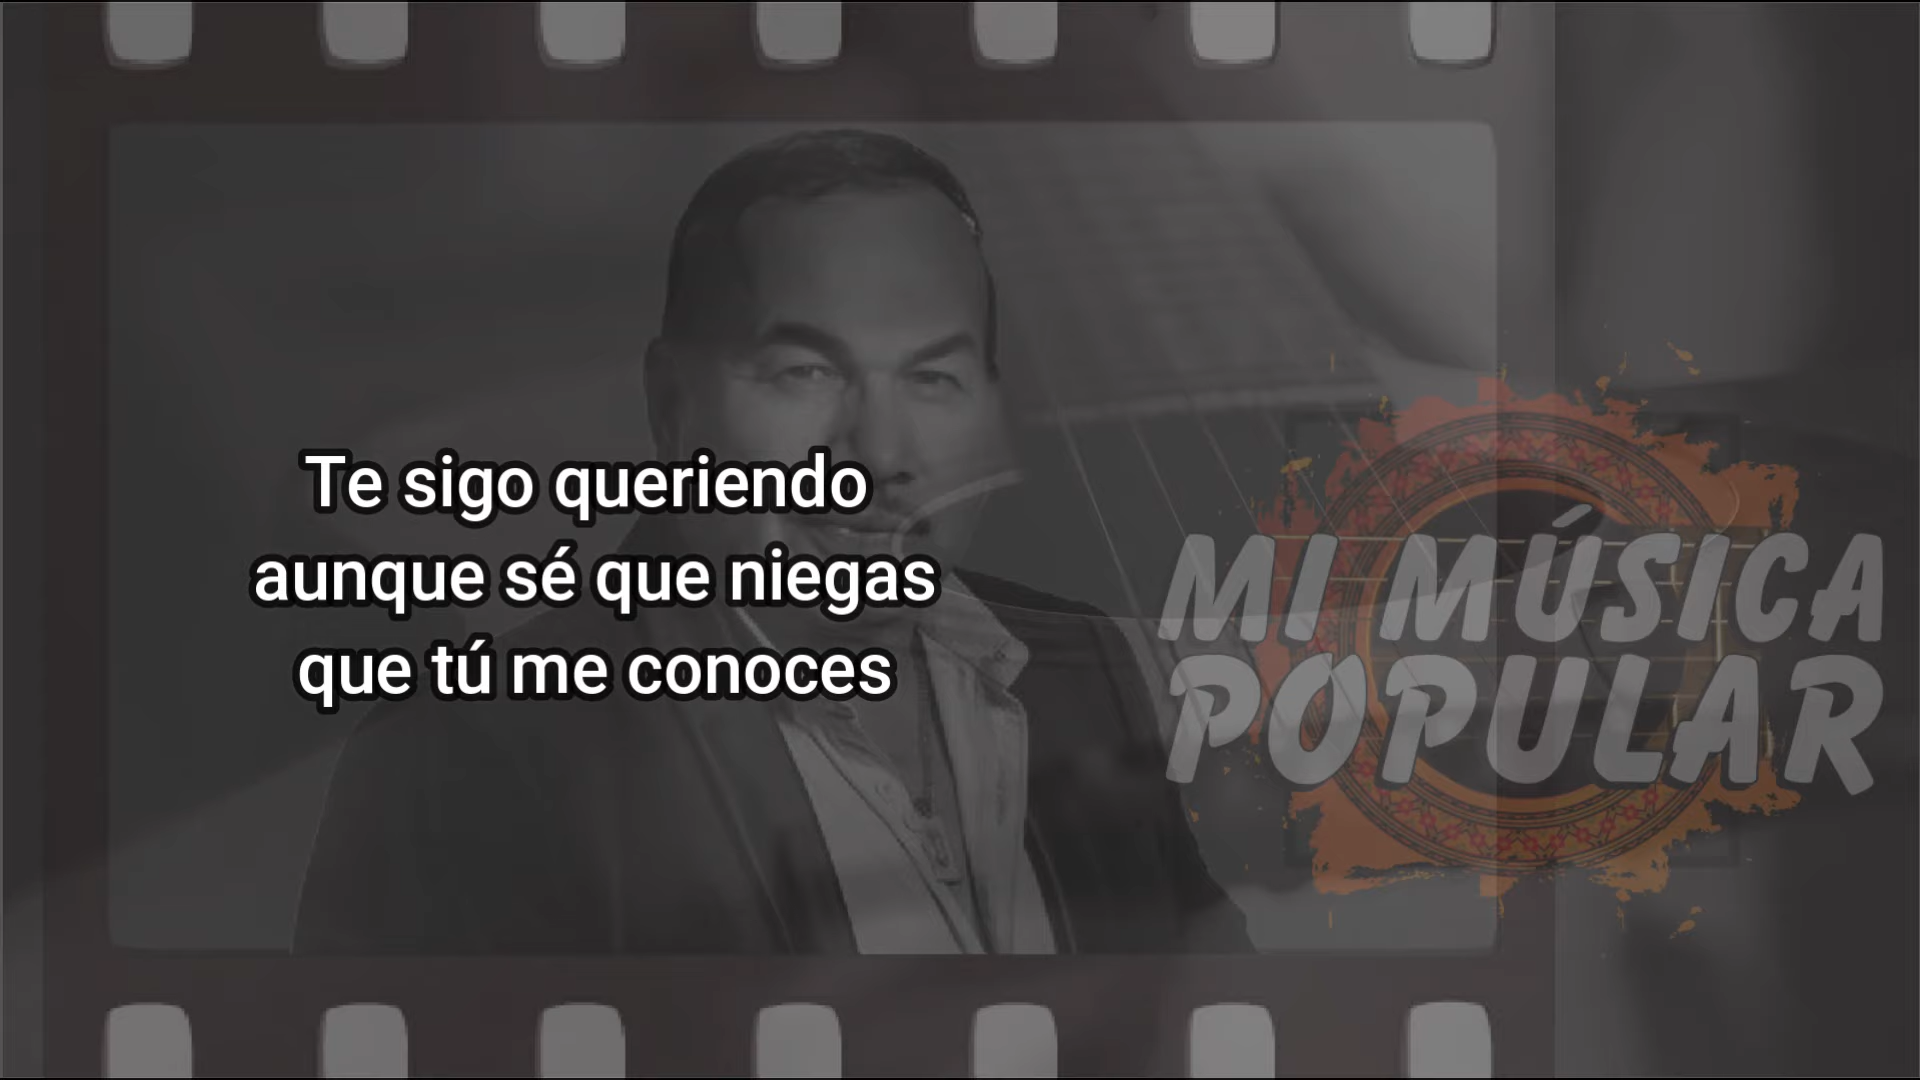 Te sigo queriendo
aunque sé que niegas
que tú me conoces
MI MÚSICA
POPULAR